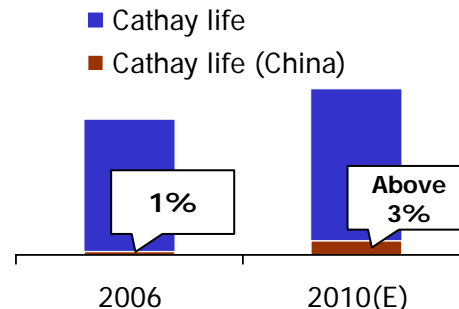 Cathay life
Cathay life (China)
1%
Above
3%
2006
2010(E)